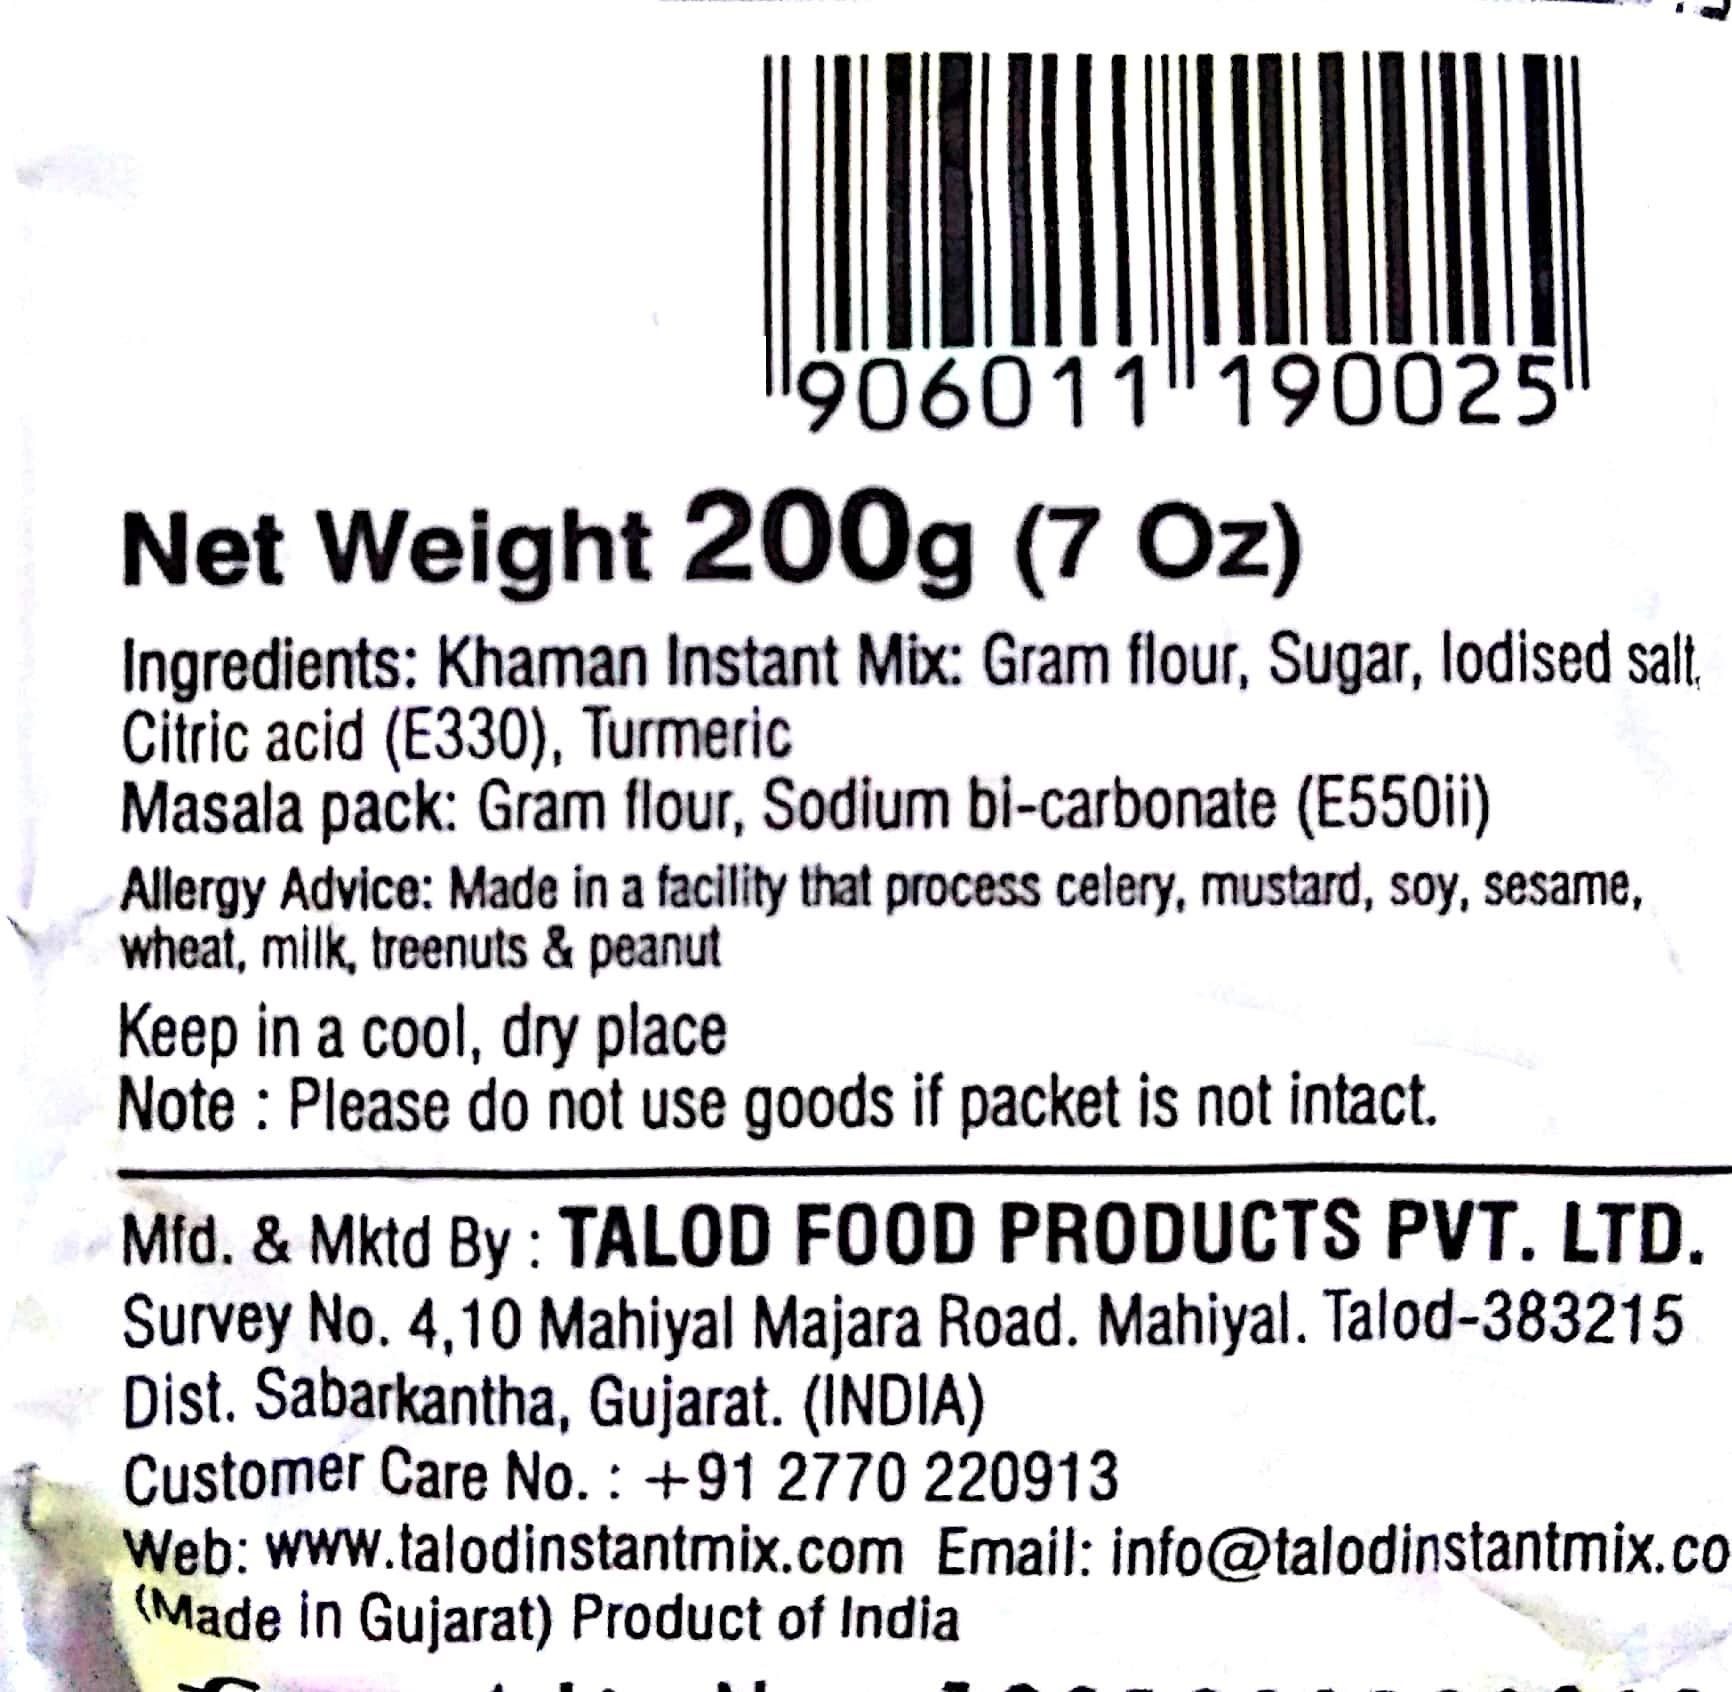 906011 190025
Net Weight 200g (7 Oz)
Ingredients: Khaman Instant Mix: Gram flour, Sugar, Iodised salt,
Citric acid (E330), Turmeric
Masala pack: Gram flour, Sodium bi-carbonate (E550ii)
Allergy Advice: Made in a facility that process celery, mustard, soy, sesame,
wheat, milk, treenuts & peanut
Keep in a cool, dry place
Note : Please do not use goods if packet is not intact.
Mfd. & Mktd By : TALOD FOOD PRODUCTS PVT. LTD.
Survey No. 4,10 Mahiyal Majara Road. Mahiyal. Talod-383215
Dist. Sabarkantha, Gujarat. (INDIA)
Customer Care No. : +91 2770 220913
Web: www.talodinstantmix.com Email: info@talodinstantmix.co
(Made in Gujarat) Product of India